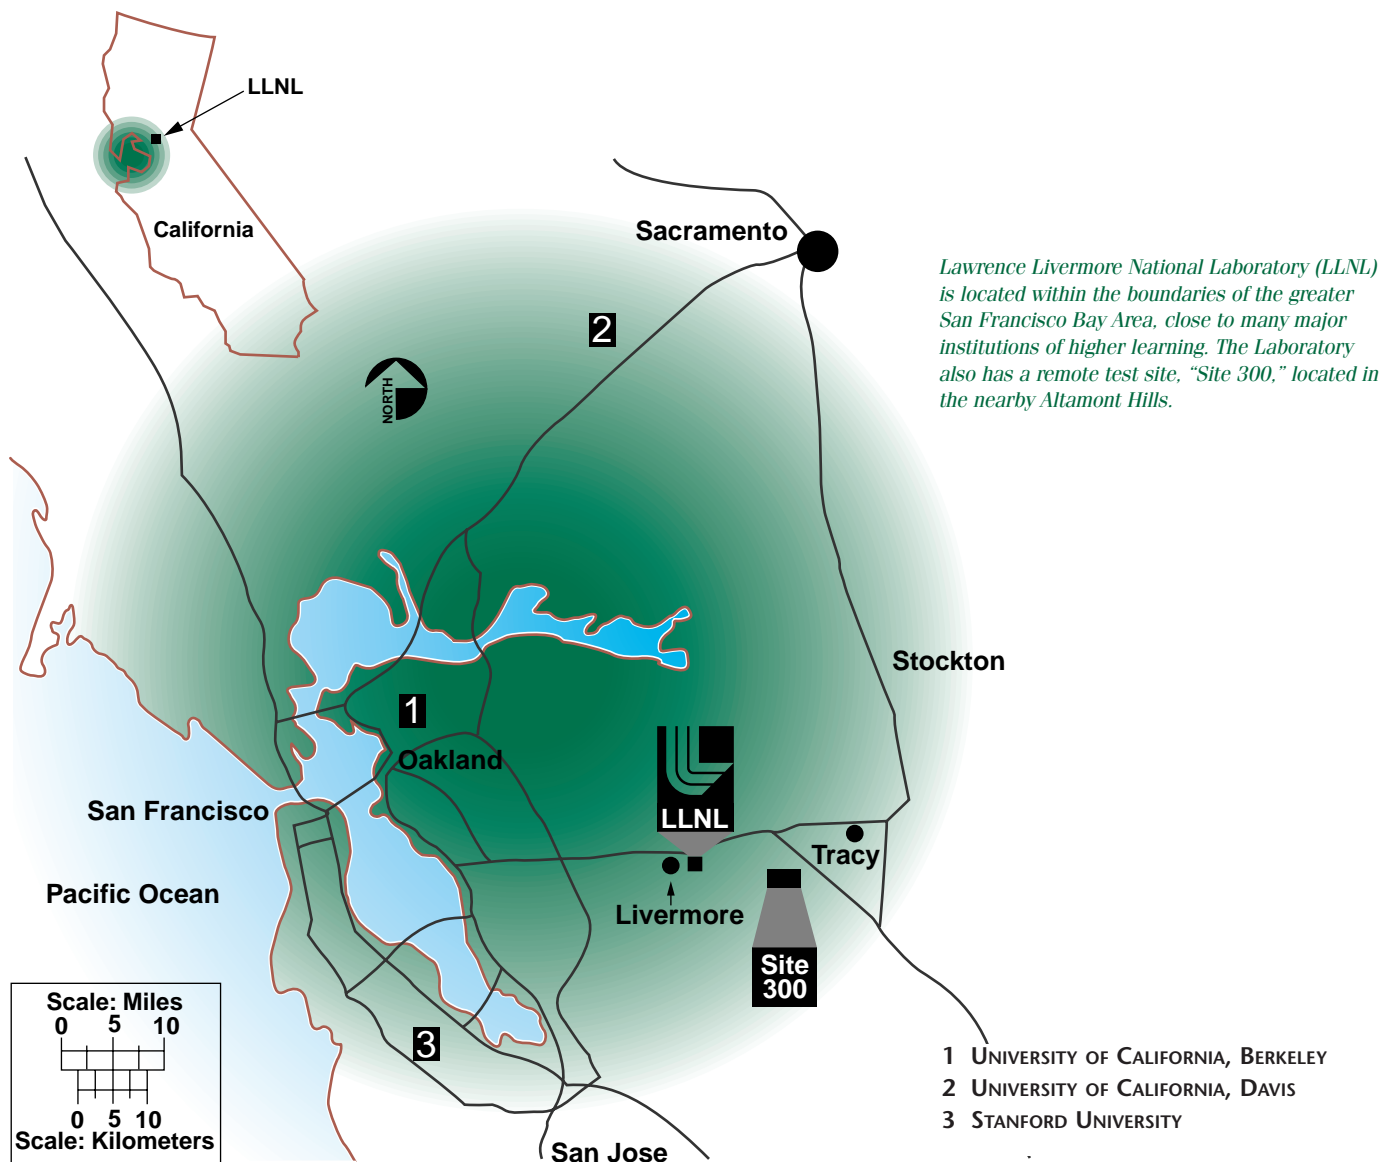 LLNL
California
Sacramento
Lawrence Livermore National Laboratory (LLNL)
is located within the boundaries of the greater
San Francisco Bay Area, close to many major
institutions of higher learning. The Laboratory
also has a remote test site, “Site 300,” located in
the nearby Altamont Hills.
2
NORTH
Stockton
1
Oakland
LLNL
San Francisco
Tracy
Pacific Ocean
Livermore
Site
300
Scale: Miles
0 5 10
0 5 10
Scale: Kilometers
3
1 UNIVERSITY OF CALIFORNIA, BERKELEY
2 UNIVERSITY OF CALIFORNIA, DAVIS
3 STANFORD UNIVERSITY
San Jose